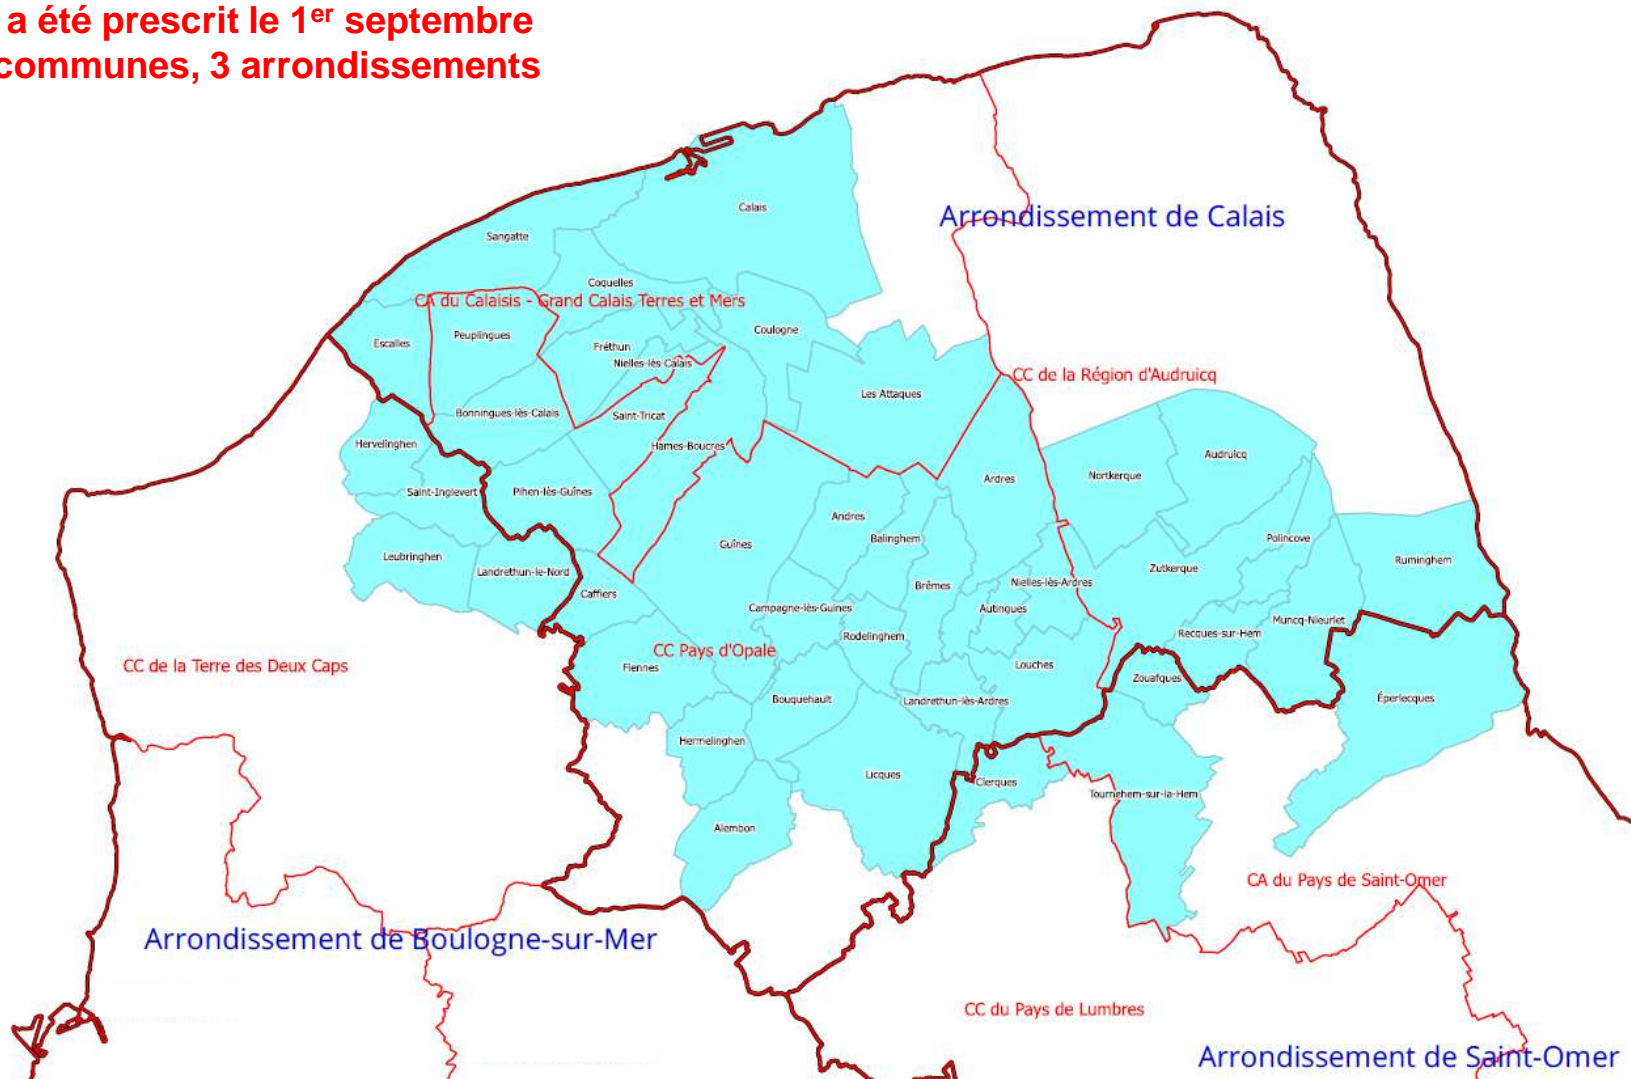 a été prescrit le 1er septembre
communes, 3 arrondissements
Calais
Arrondissement de Calais
Sangatte
Coquelles
CA du Calaisis - Grand Calais Terres et Mers
Peuplingues
Coulogne
Escalles
Fréthun
Nielles-lès-Calais
CC de la Région d'Audruicq
Les Attaques
Bonningues-lès-Calais
Saint-Tricat
Hervelinghen
Hames-Boucres
Audruicq
Nortkerque
Ardres
Saint-Inglevert
Pihen-lès-Guînes
Andres
Balinghem
Polincove
Guînes
Leubringhen
Ruminghem
Landrethun-le-Nord
Zutkerque
Nielles-lès-Ardres
Brêmes
Caffiers
Campagne-lès-Guines
Autingues
Muncq-Nieurlet
Recques-sur-Hem
Rodelinghem
CC Pays d'Opale
CC de la Terre des Deux Caps
Fiennes
Louches
Zouafques
Bouquehault
Landrethun-lès-Ardres
Éperlecques
Hermelinghen
Licques
Clerques
Tournehem-sur-la-Hem
Alembon
CA du Pays de Saint-Omer
Arrondissement de Boulogne-sur-Mer
CC du Pays de Lumbres
Arrondissement de Saint-Omer